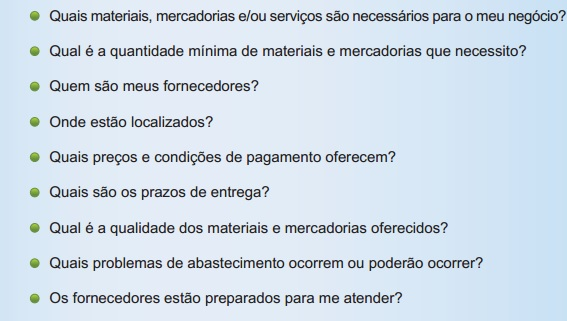 Quais materiais, mercadorias e/ou serviços são necessários para o meu negócio?
Qual é a quantidade mínima de materiais e mercadorias que necessito?
Quem são meus fornecedores?
Onde estão localizados?
Quais preços e condições de pagamento oferecem?
Quais são os prazos de entrega?
Qual é a qualidade dos materiais e mercadorias oferecidos?
Quais problemas de abastecimento ocorrem ou poderão ocorrer?
Os fornecedores estão preparados para me atender?